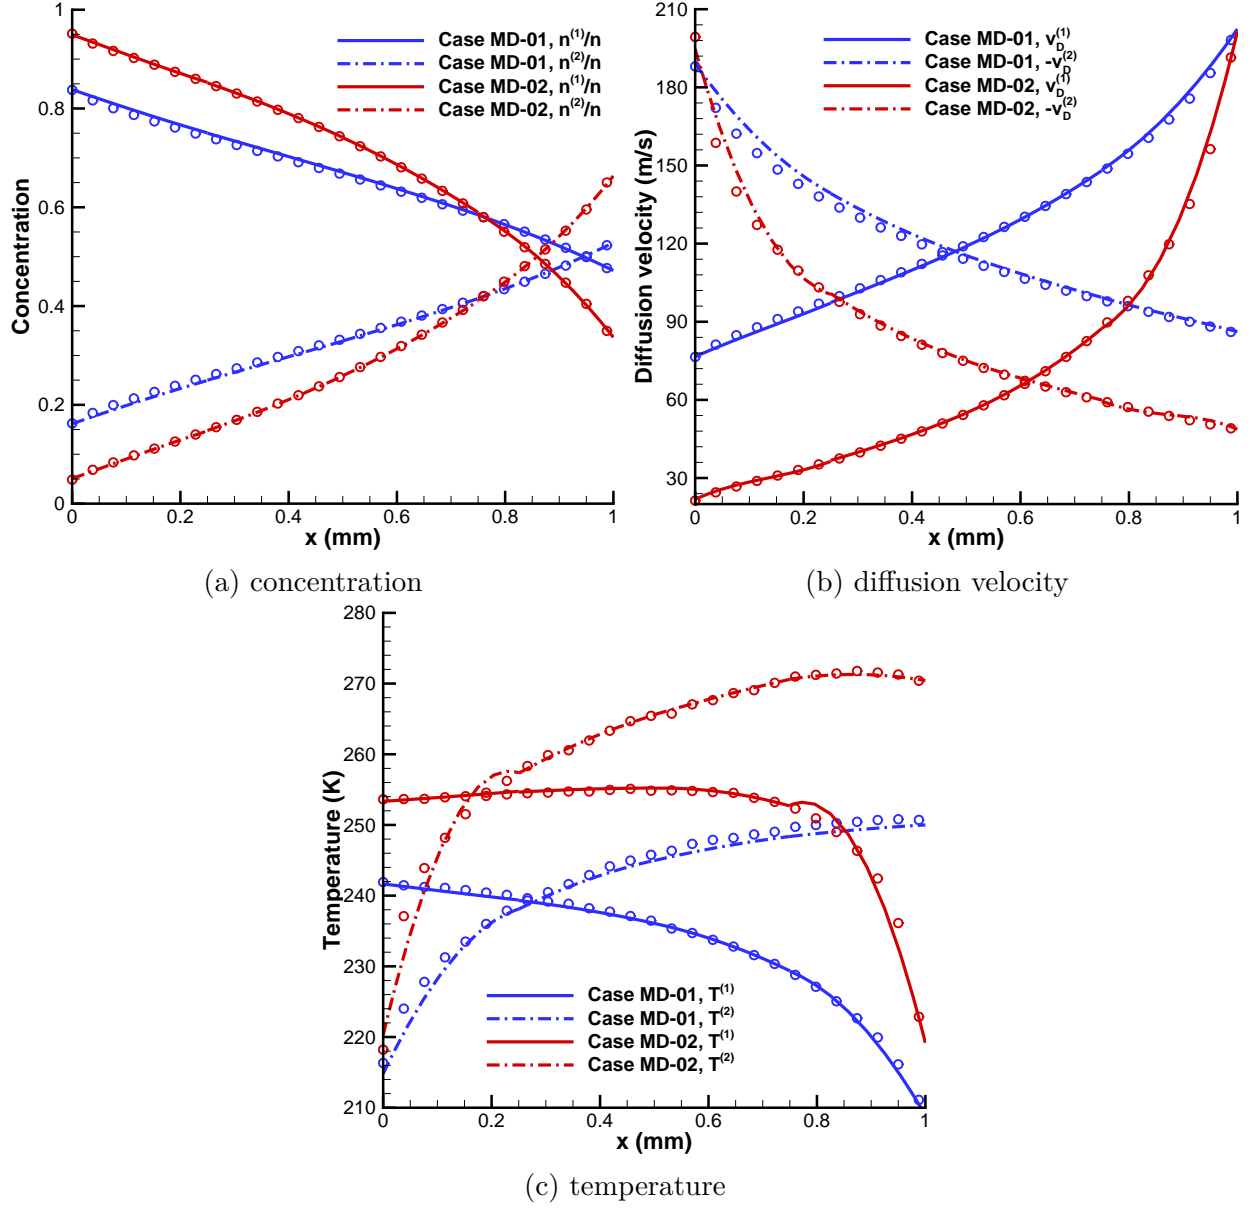 Case MD-01, n(1)/n
Case MD-01, n(2)/n
Case MD-02, n(1)/n
Case MD-02, n(2)/n
Concentration
1
0.8
0.6
0.4
0.2
0
0 0.2 0.4 0.6 0.8 1
x (mm)
(a) concentration
Case MD-01, vD(1)
Case MD-01, -vD(2)
Case MD-02, vD(1)
Case MD-02, -vD(2)
Diffusion velocity (m/s)
210
180
150
120
90
60
30
0 0.2 0.4 0.6 0.8 1
x (mm)
(b) diffusion velocity
Temperature (K)
280
270
260
250
240
230
220
210
Case MD-01, T(1)
Case MD-01, T(2)
Case MD-02, T(1)
Case MD-02, T(2)
0 0.2 0.4 0.6 0.8 1
x (mm)
(c) temperature